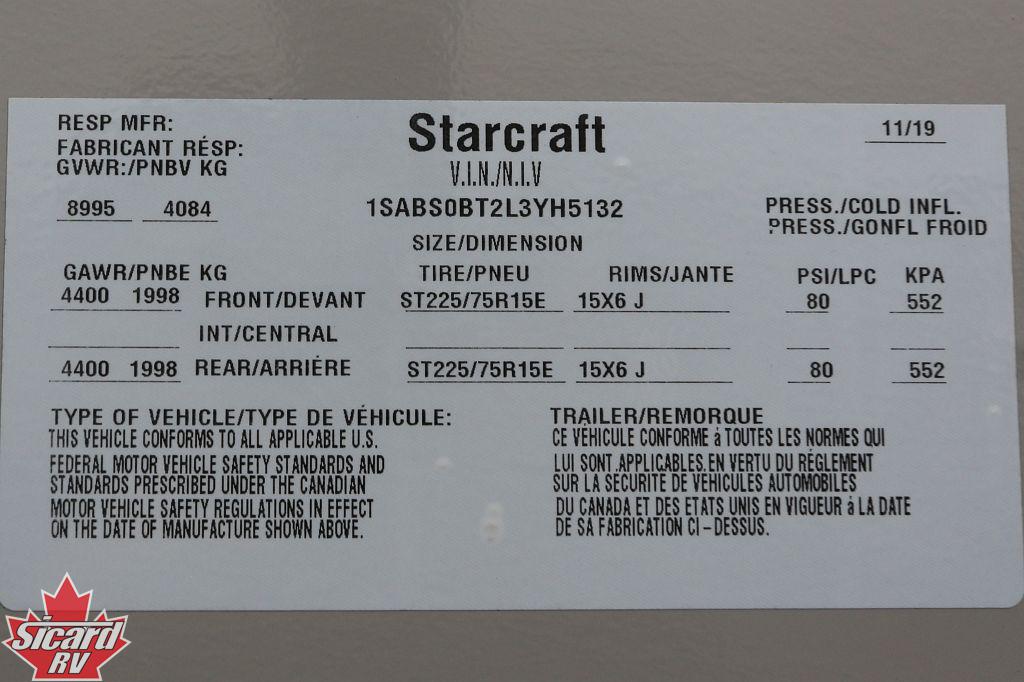 RESP MFR:
Starcraft
11/19
FABRICANT RÉSP:
GVWR:/PNBV KG
V.I.N./N.I.V
8995 4084
1SABS0BT2L3YH5132
PRESS./COLD INFL.
PRESS./GONFL FROID
SIZE/DIMENSION
GAWR/PNBE KG TIRE/PNEU RIMS/JANTE PSI/LPC KPA
4400 1998 FRONT/DEVANT ST225/75R15E 15X6 J 80 552
INT/CENTRAL
4400 1998 REAR/ARRIÈRE ST225/75R15E 15X6 J 80 552
TYPE OF VEHICLE/TYPE DE VÉHICULE: TRAILER/REMORQUE
THIS VEHICLE CONFORMS TO ALL APPLICABLE U.S.
FEDERAL MOTOR VEHICLE SAFETY STANDARDS AND
STANDARDS PRESCRIBED UNDER THE CANADIAN
MOTOR VEHICLE SAFETY REGULATIONS IN EFFECT
ON THE DATE OF MANUFACTURE SHOWN ABOVE.
CE VÉHICULE CONFORME à TOUTES LES NORMES QUI
LUI SONT APPLICABLES EN VERTU DU RÉGLEMENT
SUR LA SECURITE DE VÉHICULES AUTOMOBILES
DU CANADA ET DES ETATS UNIS EN VIGUEUR à LA DATE
DE SA FABRICATION CI-DESSUS.
Sicard
RV